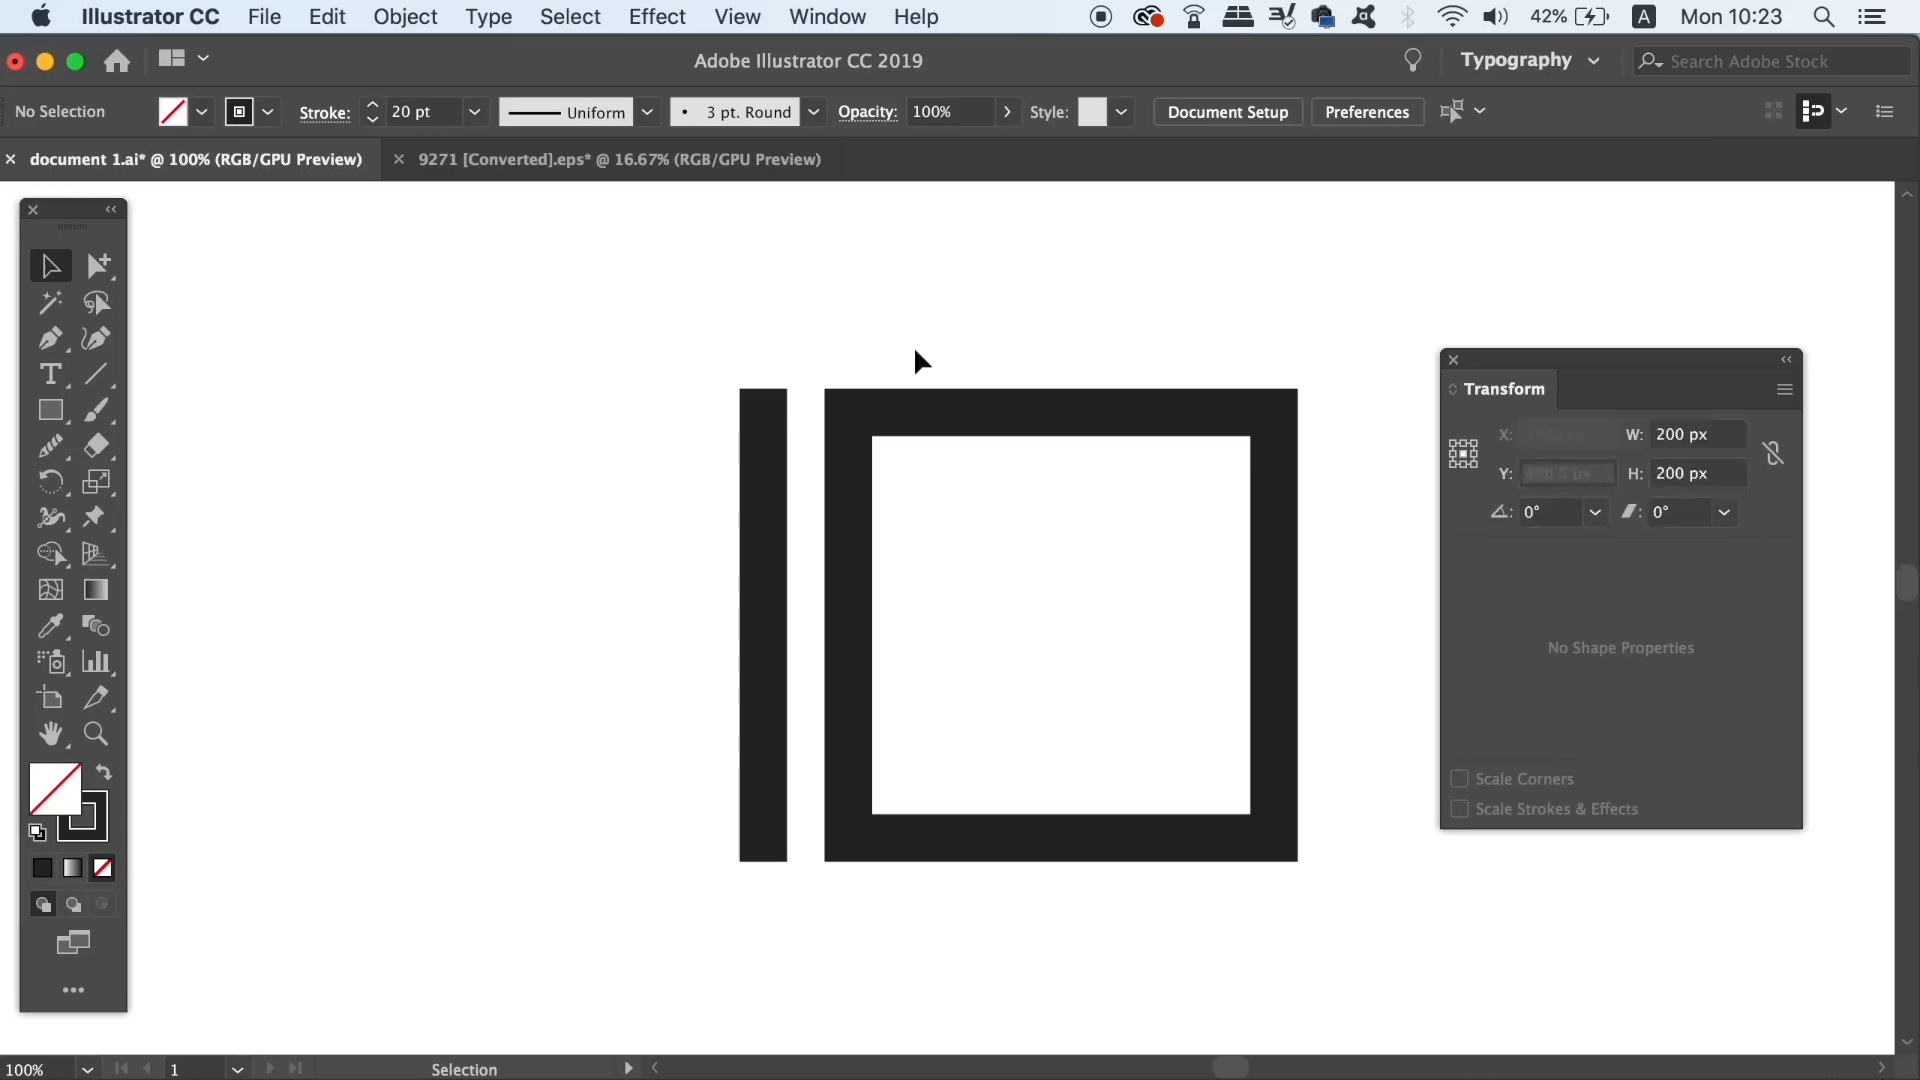 Illustrator CC File Edit Object Type Select Effect View Window Help 42% A Mon 10:23
Adobe Illustrator CC 2019 Typography Search Adobe Stock
No Selection Stroke: 20 pt Uniform 3 pt. Round Opacity: 100% Style: Document Setup Preferences
document 1.ai* @ 100% (RGB/GPU Preview) 9271 [Converted].eps* @ 16.67% (RGB/GPU Preview)
Transform
X: W: 200 px
Y: H: 200 px
0° 0°
No Shape Properties
Scale Corners
Scale Strokes & Effects
100% 1 Selection